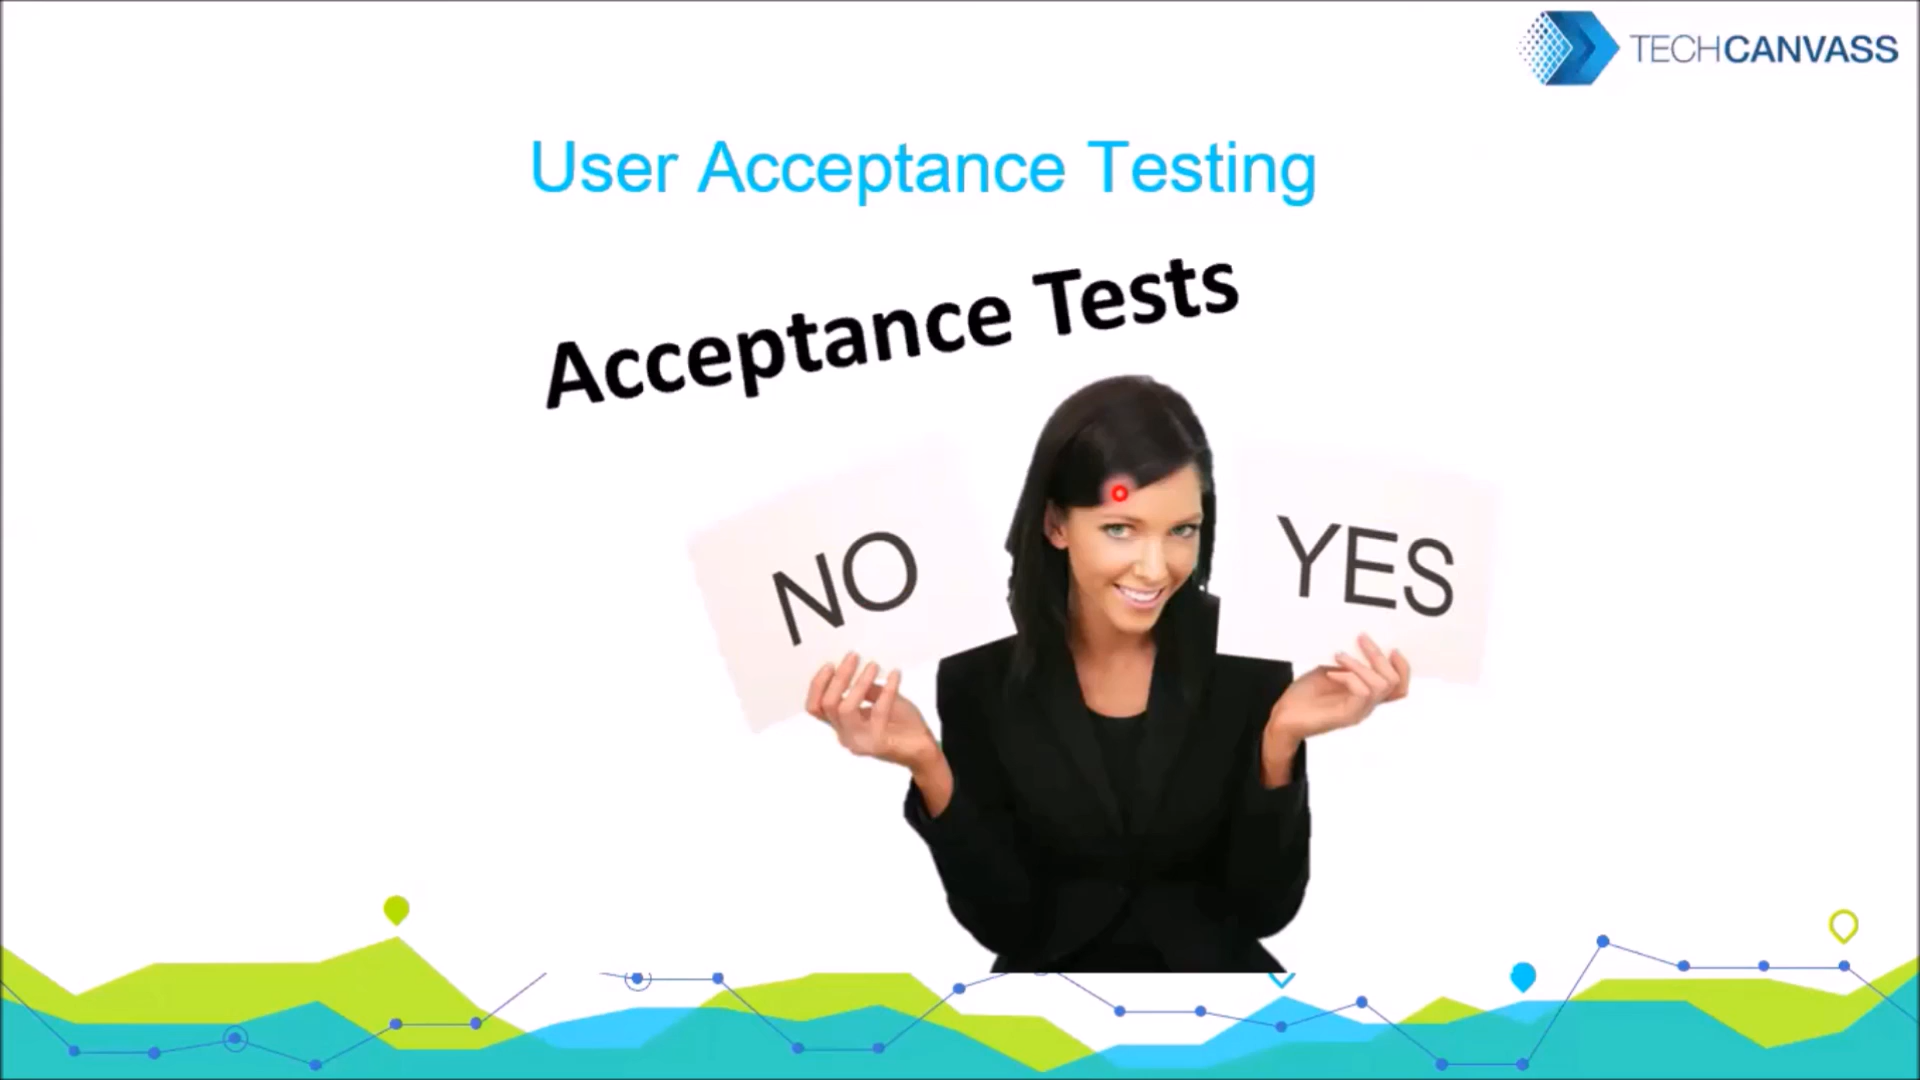 TECHCANVASS
User Acceptance Testing
Acceptance Tests
NO
YES